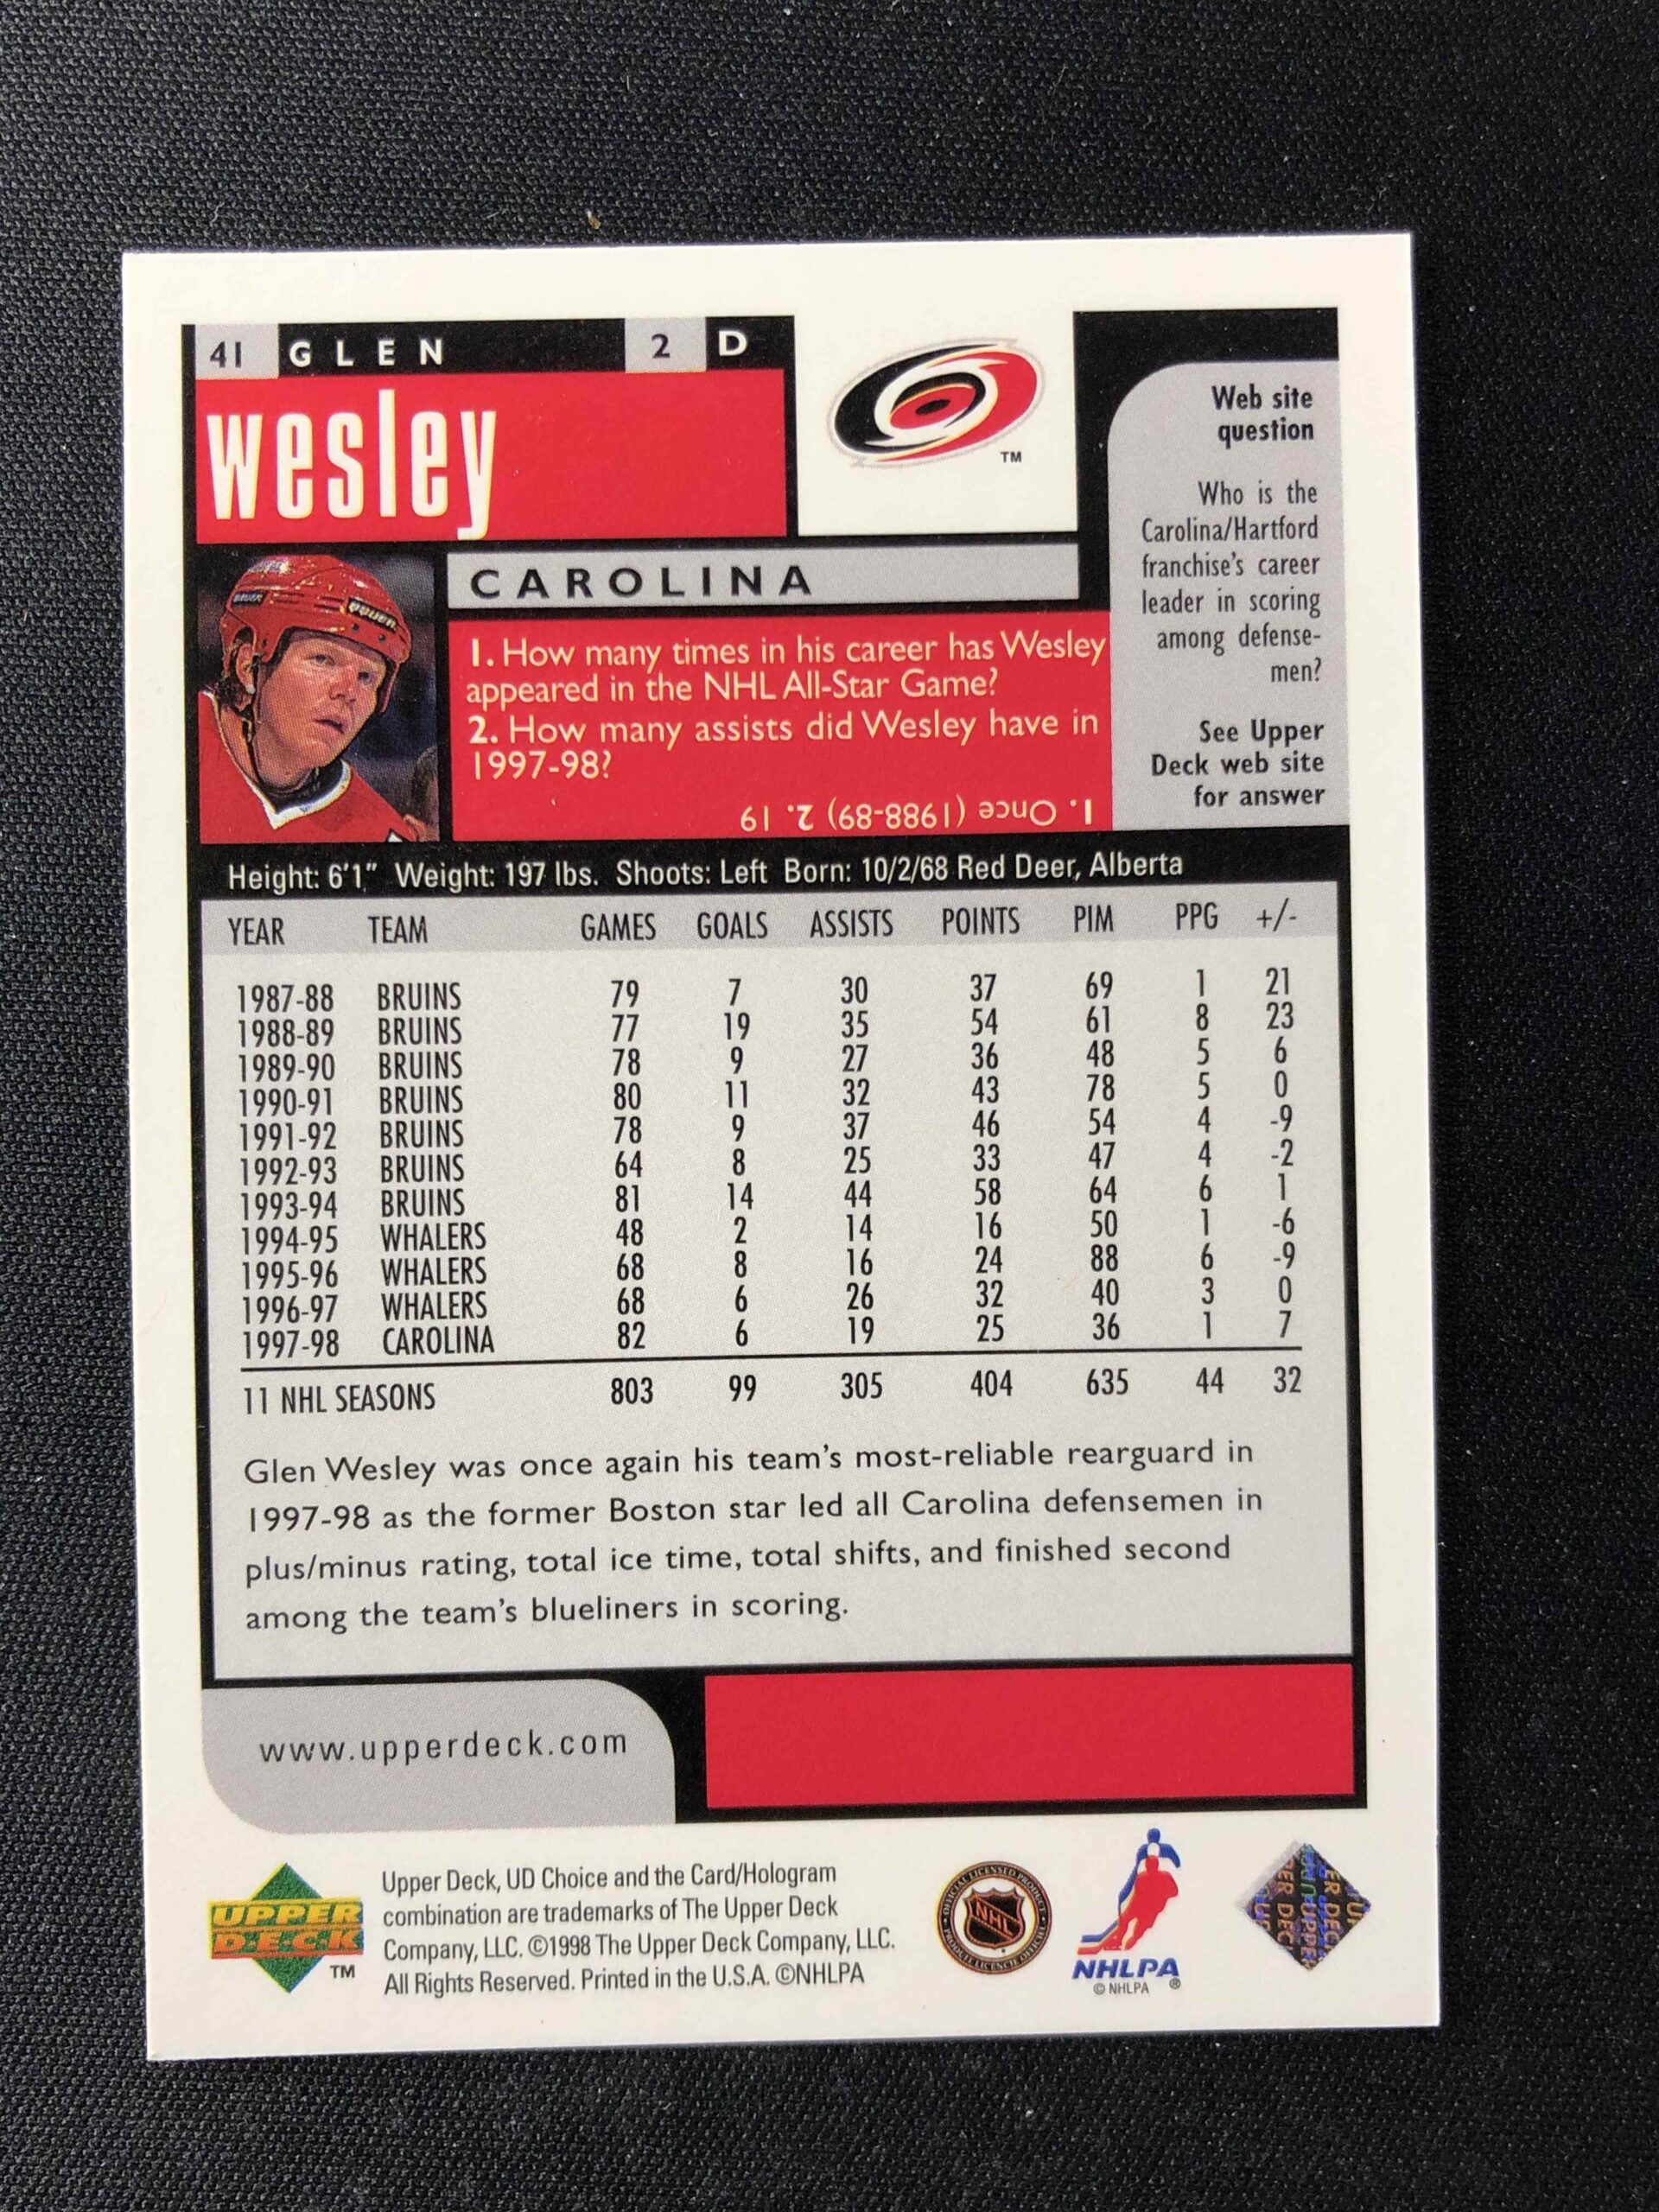 41 GLEN 2 D
wesley
TM
CAROLINA
1. How many times in his career has Wesley
appeared in the NHL All-Star Game?
2. How many assists did Wesley have in
1997-98?
1. Once (1988-89) 2. 19
Web site
question
Who is the
Carolina/Hartford
franchise's career
leader in scoring
among defense-
men?
See Upper
Deck web site
for answer
Height: 6'1" Weight: 197 lbs. Shoots: Left Born: 10/2/68 Red Deer, Alberta
YEAR TEAM GAMES GOALS ASSISTS POINTS PIM PPG +/-
1987-88 BRUINS 79 7 30 37 69 1 21
1988-89 BRUINS 77 19 35 54 61 8 23
1989-90 BRUINS 78 9 27 36 48 5 6
1990-91 BRUINS 80 11 32 43 78 5 0
1991-92 BRUINS 78 9 37 46 54 4 -9
1992-93 BRUINS 64 8 25 33 47 4 -2
1993-94 BRUINS 81 14 44 58 64 6 1
1994-95 WHALERS 48 2 14 16 50 1 -6
1995-96 WHALERS 68 8 16 24 88 6 -9
1996-97 WHALERS 68 6 26 32 40 3 0
1997-98 CAROLINA 82 6 19 25 36 1 7
11 NHL SEASONS 803 99 305 404 635 44 32
Glen Wesley was once again his team's most-reliable rearguard in
1997-98 as the former Boston star led all Carolina defensemen in
plus/minus rating, total ice time, total shifts, and finished second
among the team's blueliners in scoring.
www.upperdeck.com
UPPER
DECK
TM
Upper Deck, UD Choice and the Card/Hologram
combination are trademarks of The Upper Deck
Company, LLC. ©1998 The Upper Deck Company, LLC.
All Rights Reserved. Printed in the U.S.A. ©NHLPA
OFFICIAL LICENSED PRODUCT
NHL
NHLPA
© NHLPA ®